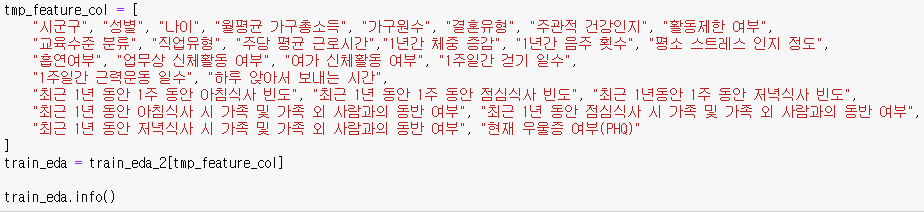 tmp_feature_col = [
"시군구", "성별", "나이", "월평균 가구총소득", "가구원수", "결혼유형", "주관적 건강인지", "활동제한 여부",
"교육수준 분류", "직업유형", "주당 평균 근로시간","1년간 체중 증감", "1년간 음주 횟수", "평소 스트레스 인지 정도",
"흡연여부", "업무상 신체활동 여부", "여가 신체활동 여부", "1주일간 걷기 일수",
"1주일간 근력운동 일수", "하루 앉아서 보내는 시간",
"최근 1년 동안 1주 동안 아침식사 빈도", "최근 1년 동안 1주 동안 점심식사 빈도", "최근 1년동안 1주 동안 저녁식사 빈도",
"최근 1년 동안 아침식사 시 가족 및 가족 외 사람과의 동반 여부", "최근 1년 동안 점심식사 시 가족 및 가족 외 사람과의 동반 여부",
"최근 1년 동안 저녁식사 시 가족 및 가족 외 사람과의 동반 여부", "현재 우울증 여부(PHQ)"
]
train_eda = train_eda_2[tmp_feature_col]
train_eda.info()